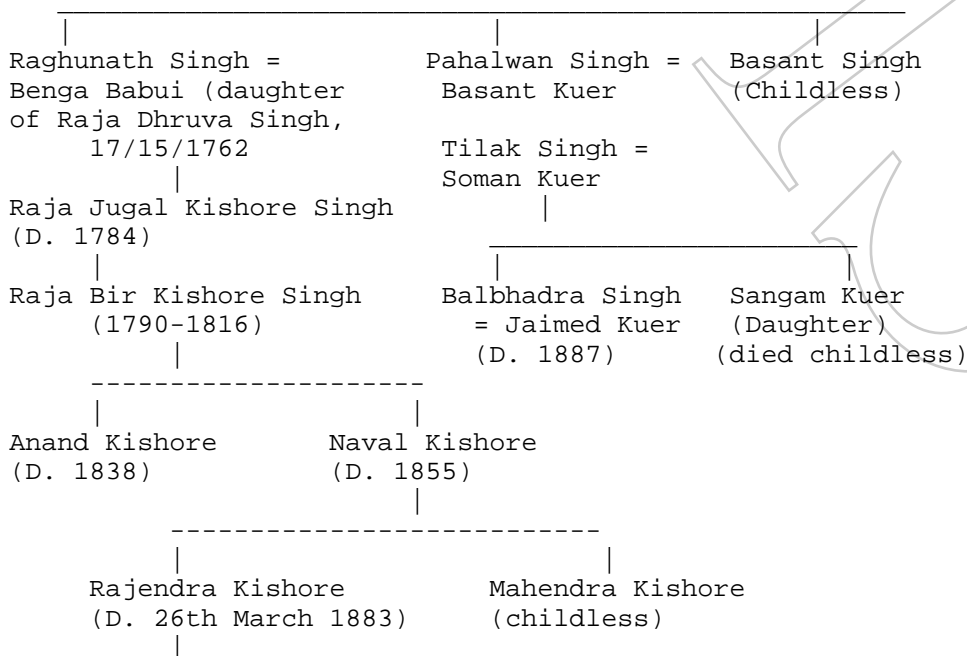 Raghunath Singh = Pahalwan Singh = Basant Singh
Benga Babui (daughter Basant Kuer (Childless)
of Raja Dhruva Singh,
17/15/1762 Tilak Singh =
Soman Kuer
Raja Jugal Kishore Singh
(D. 1784)
Raja Bir Kishore Singh Balbhadra Singh Sangam Kuer
(1790-1816) = Jaimed Kuer (Daughter)
(D. 1887) (died childless)
Anand Kishore Naval Kishore
(D. 1838) (D. 1855)
Rajendra Kishore Mahendra Kishore
(D. 26th March 1883) (childless)